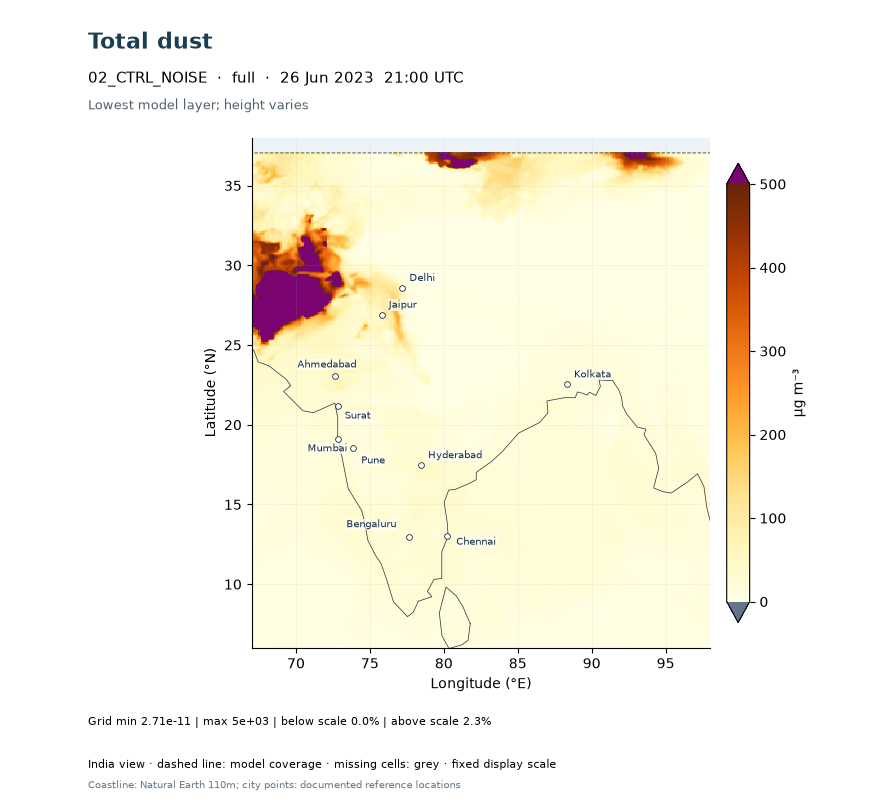 Total dust
02_CTRL_NOISE · full · 26 Jun 2023 21:00 UTC
Lowest model layer; height varies
35
30
25
20
15
10
Latitude (°N)
Delhi
Jaipur
Ahmedabad
Surat
Kolkata
Mumbai
Pune
Hyderabad
Bengaluru
Chennai
70 75 80 85 90 95
Longitude (°E)
500
400
300
200
100
0
µg m⁻³
Grid min 2.71e-11 | max 5e+03 | below scale 0.0% | above scale 2.3%
India view · dashed line: model coverage · missing cells: grey · fixed display scale
Coastline: Natural Earth 110m; city points: documented reference locations